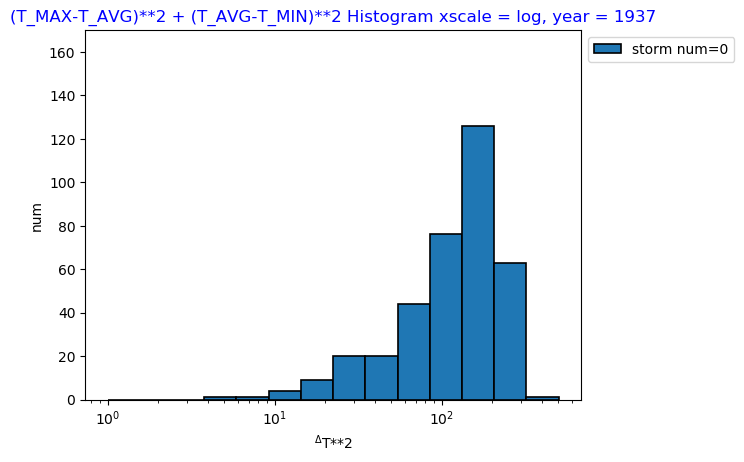 (T_MAX-T_AVG)**2 + (T_AVG-T_MIN)**2 Histogram xscale = log, year = 1937
storm num=0
160
140
120
100
80
60
40
20
0
num
10⁰ 10¹ 10²
ᐃT**2